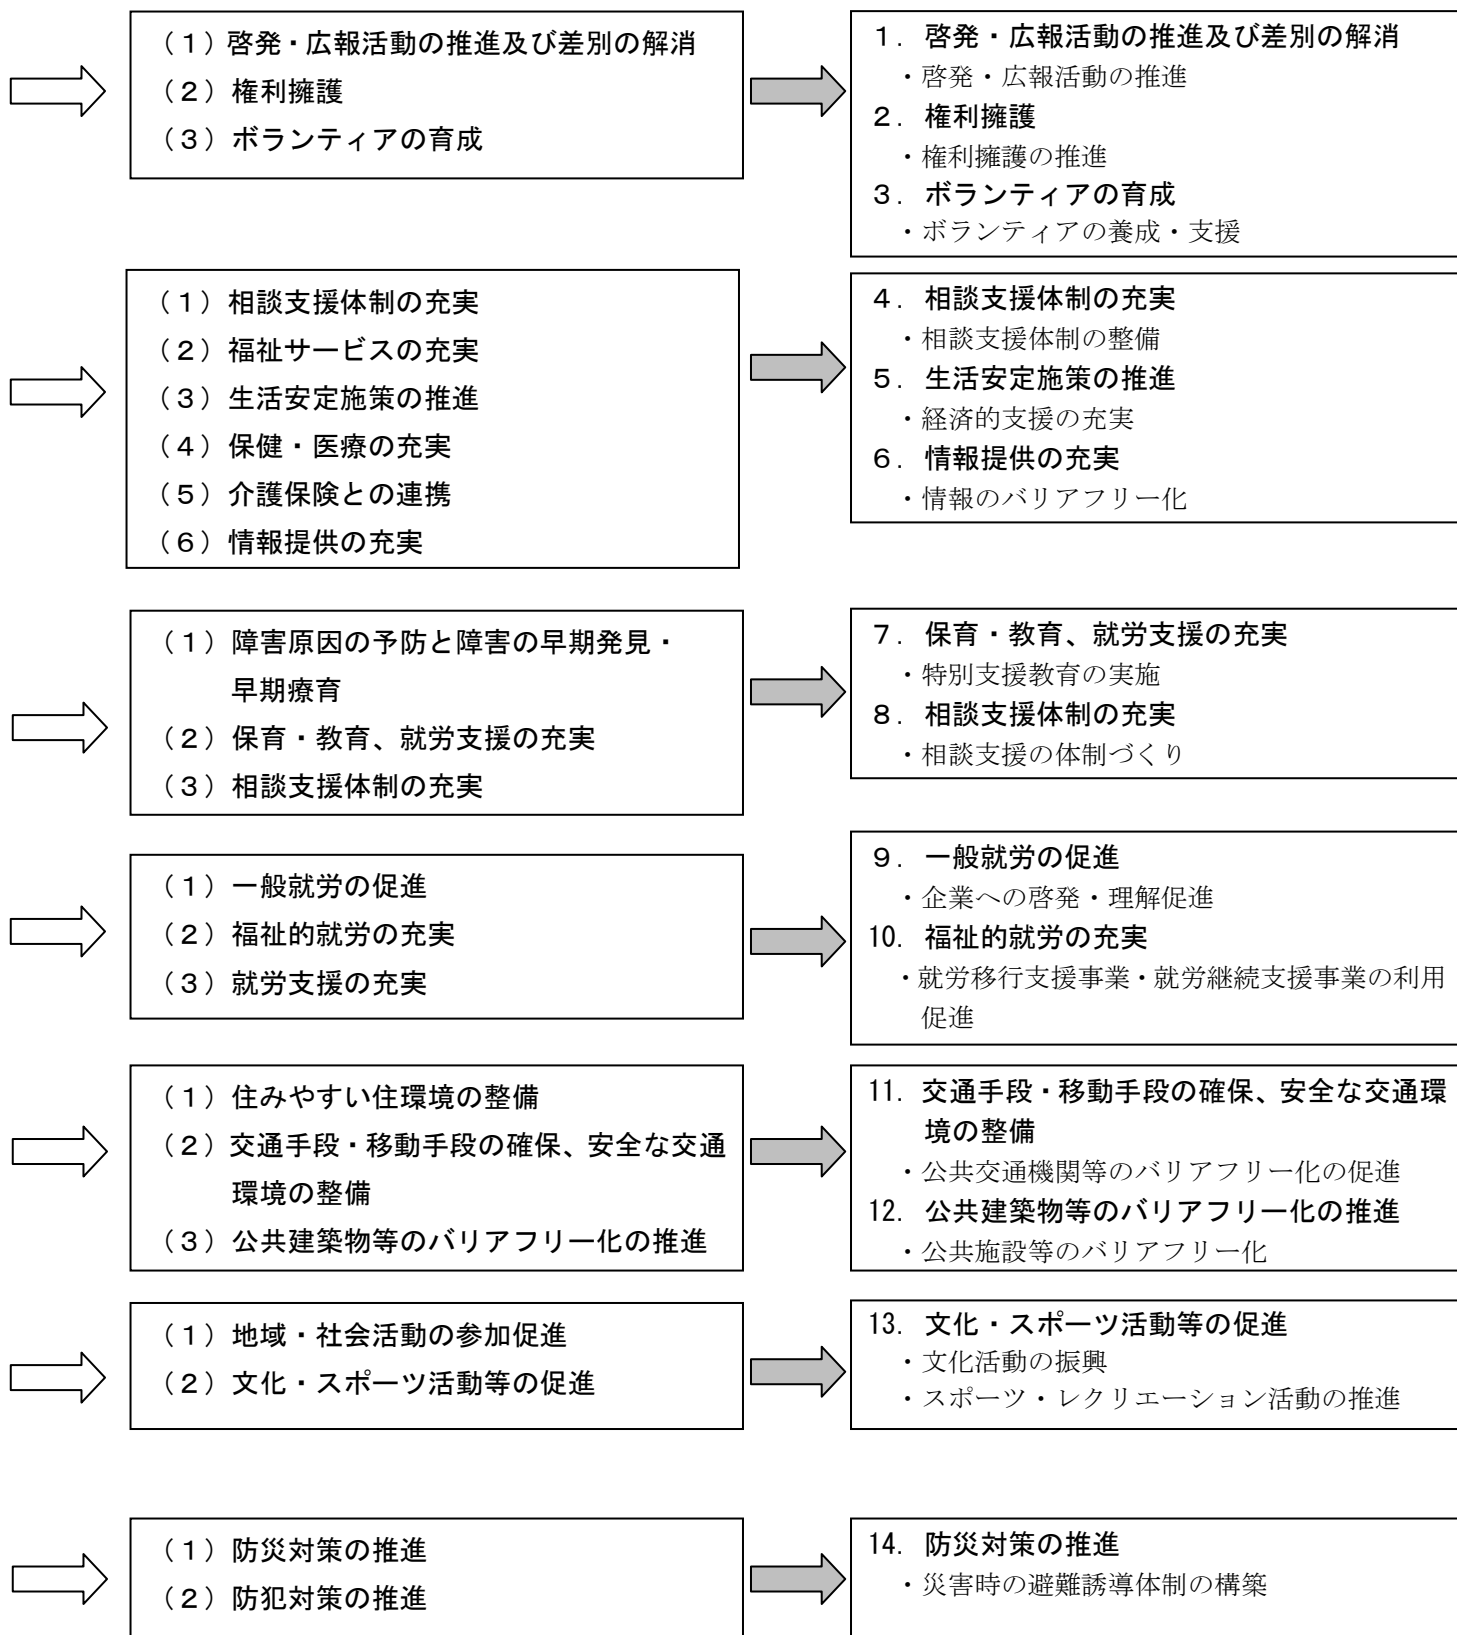 （１）啓発・広報活動の推進及び差別の解消
（２）権利擁護
（３）ボランティアの育成
１．啓発・広報活動の推進及び差別の解消
・啓発・広報活動の推進
２．権利擁護
・権利擁護の推進
３．ボランティアの育成
・ボランティアの養成・支援
（１）相談支援体制の充実
（２）福祉サービスの充実
（３）生活安定施策の推進
（４）保健・医療の充実
（５）介護保険との連携
（６）情報提供の充実
４．相談支援体制の充実
・相談支援体制の整備
５．生活安定施策の推進
・経済的支援の充実
６．情報提供の充実
・情報のバリアフリー化
（１）障害原因の予防と障害の早期発見・
早期療育
（２）保育・教育、就労支援の充実
（３）相談支援体制の充実
７．保育・教育、就労支援の充実
・特別支援教育の実施
８．相談支援体制の充実
・相談支援の体制づくり
（１）一般就労の促進
（２）福祉的就労の充実
（３）就労支援の充実
９．一般就労の促進
・企業への啓発・理解促進
10．福祉的就労の充実
・就労移行支援事業・就労継続支援事業の利用
促進
（１）住みやすい住環境の整備
（２）交通手段・移動手段の確保、安全な交通
環境の整備
（３）公共建築物等のバリアフリー化の推進
11．交通手段・移動手段の確保、安全な交通環
境の整備
・公共交通機関等のバリアフリー化の促進
12．公共建築物等のバリアフリー化の推進
・公共施設等のバリアフリー化
（１）地域・社会活動の参加促進
（２）文化・スポーツ活動等の促進
13．文化・スポーツ活動等の促進
・文化活動の振興
・スポーツ・レクリエーション活動の推進
（１）防災対策の推進
（２）防犯対策の推進
14．防災対策の推進
・災害時の避難誘導体制の構築